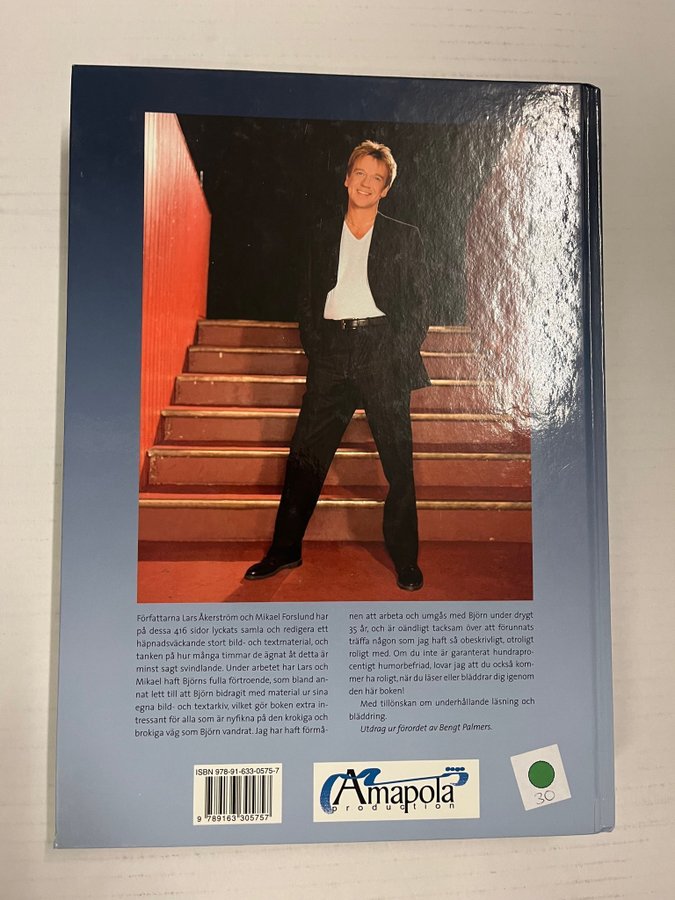 Författarna Lars Åkerström och Mikael Forslund har
på dessa 416 sidor lyckats samla och redigera ett
häpnadsväckande stort bild- och textmaterial, och
tanken på hur många timmar de ägnat åt detta är
minst sagt svindlande. Under arbetet har Lars och
Mikael haft Björns fulla förtroende, som bland an-
nat lett till att Björn bidragit med material ur sina
egna bild- och textarkiv, vilket gör boken extra in-
tressant för alla som är nyfikna på den krokiga och
brokiga väg som Björn vandrat. Jag har haft förmå-
nen att arbeta och umgås med Björn under drygt
35 år, och är oändligt tacksam över att förunnats
träffa någon som jag haft så obeskrivligt, otroligt
roligt med. Om du inte är garanterat hundrapro-
centigt humorbefriad, lovar jag att du också kom-
mer ha roligt, när du läser eller bläddrar dig igenom
den här boken!
Med tillönskan om underhållande läsning och
bläddring.
Utdrag ur förordet av Bengt Palmers.
ISBN 978-91-633-0575-7
9 789163 305757
Amapola
production
30